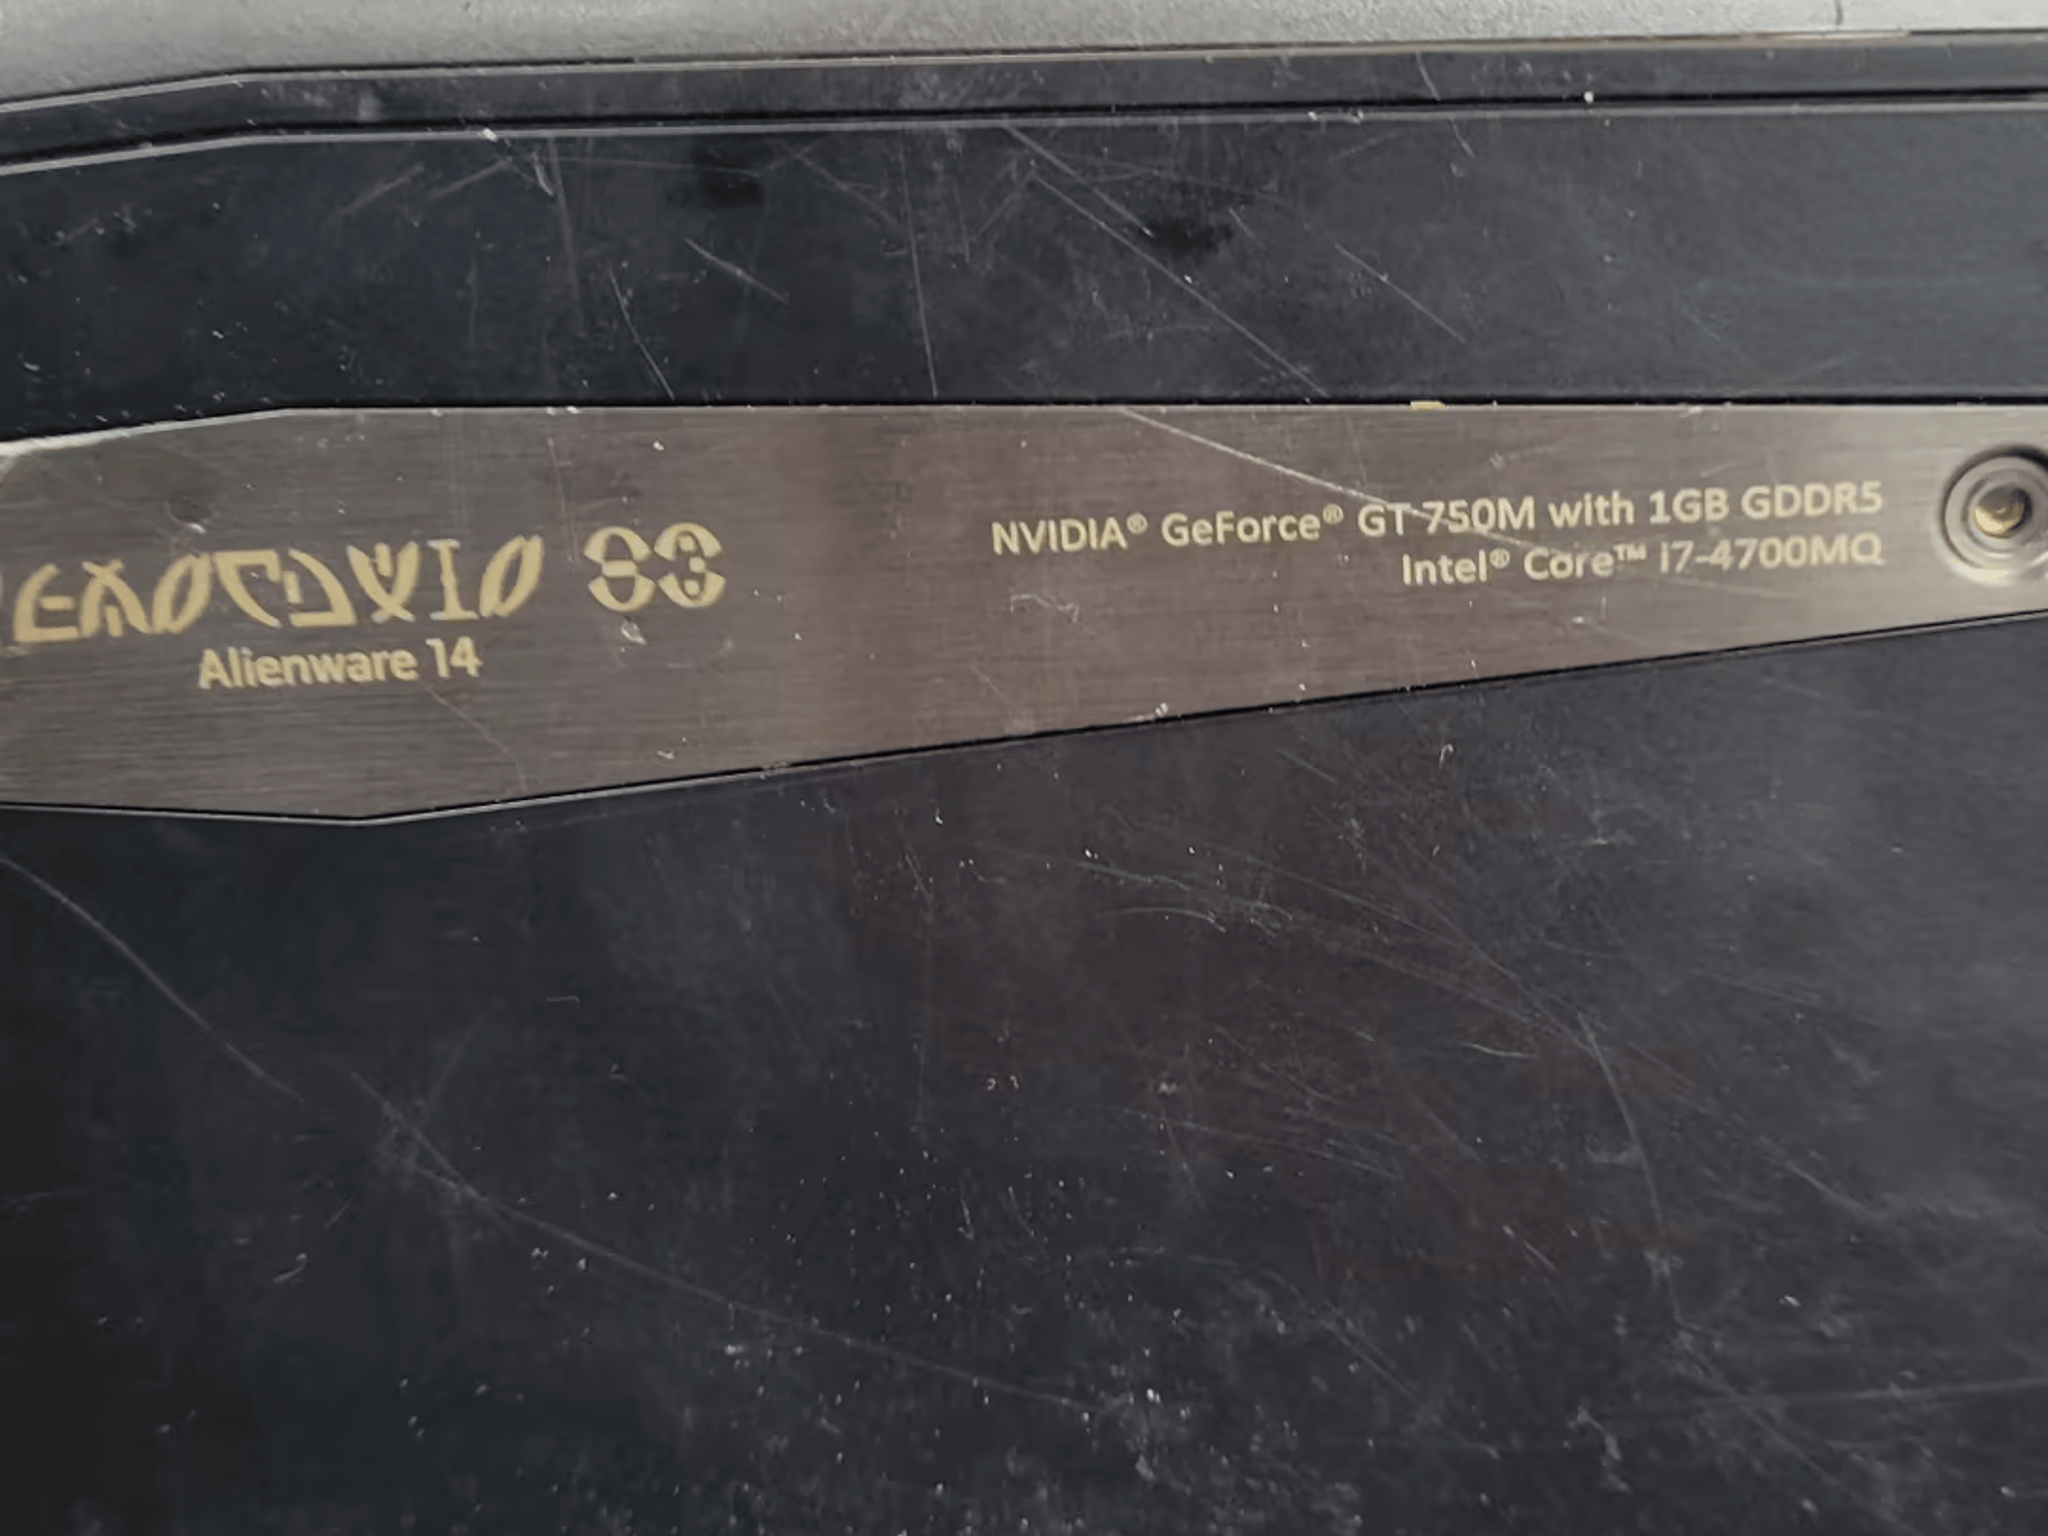 Alienware 14
NVIDIA® GeForce® GT 750M with 1GB GDDR5
Intel® Core™ i7-4700MQ